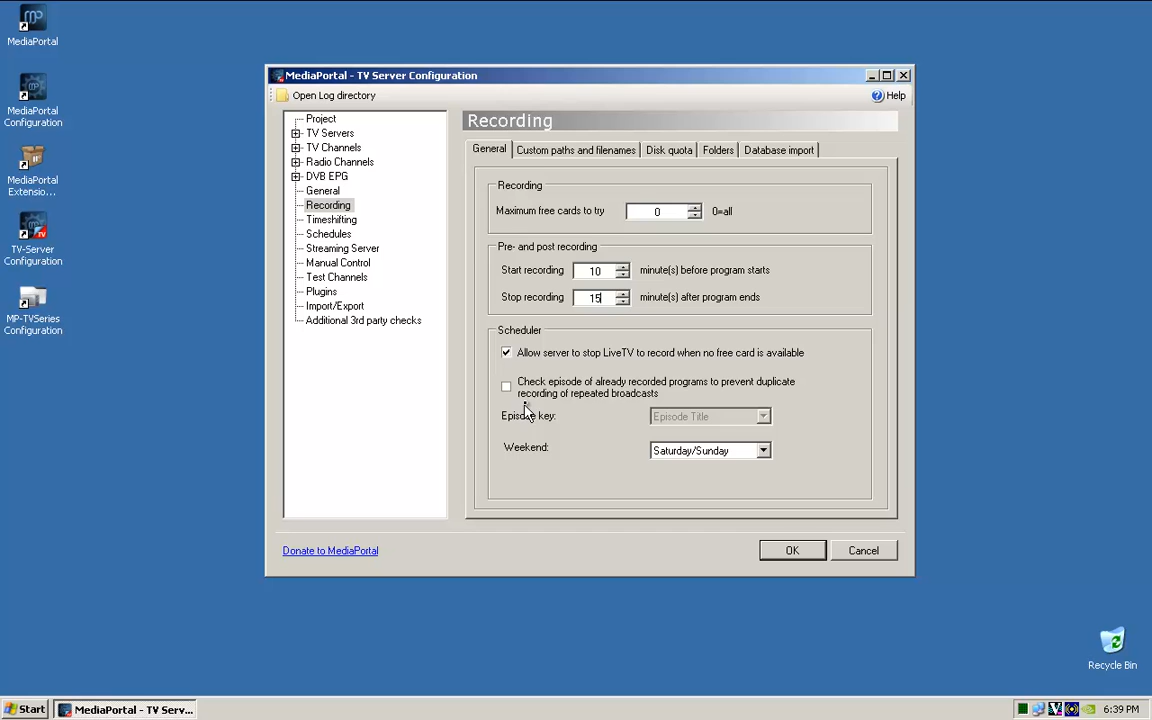 MediaPortal
MediaPortal
Configuration
MediaPortal
Extensio...
TV-Server
Configuration
MP-TVSeries
Configuration
MediaPortal - TV Server Configuration
Open Log directory
Help
Project
TV Servers
TV Channels
Radio Channels
DVB EPG
General
Recording
Timeshifting
Schedules
Streaming Server
Manual Control
Test Channels
Plugins
Import/Export
Additional 3rd party checks
Recording
General Custom paths and filenames Disk quota Folders Database import
Recording
Maximum free cards to try 0 0=all
Pre- and post recording
Start recording 10 minute(s) before program starts
Stop recording 15 minute(s) after program ends
Scheduler
Allow server to stop LiveTV to record when no free card is available
Check episode of already recorded programs to prevent duplicate
recording of repeated broadcasts
Episode key: Episode Title
Weekend: Saturday/Sunday
Donate to MediaPortal
OK Cancel
Recycle Bin
Start MediaPortal - TV Serv... 6:39 PM